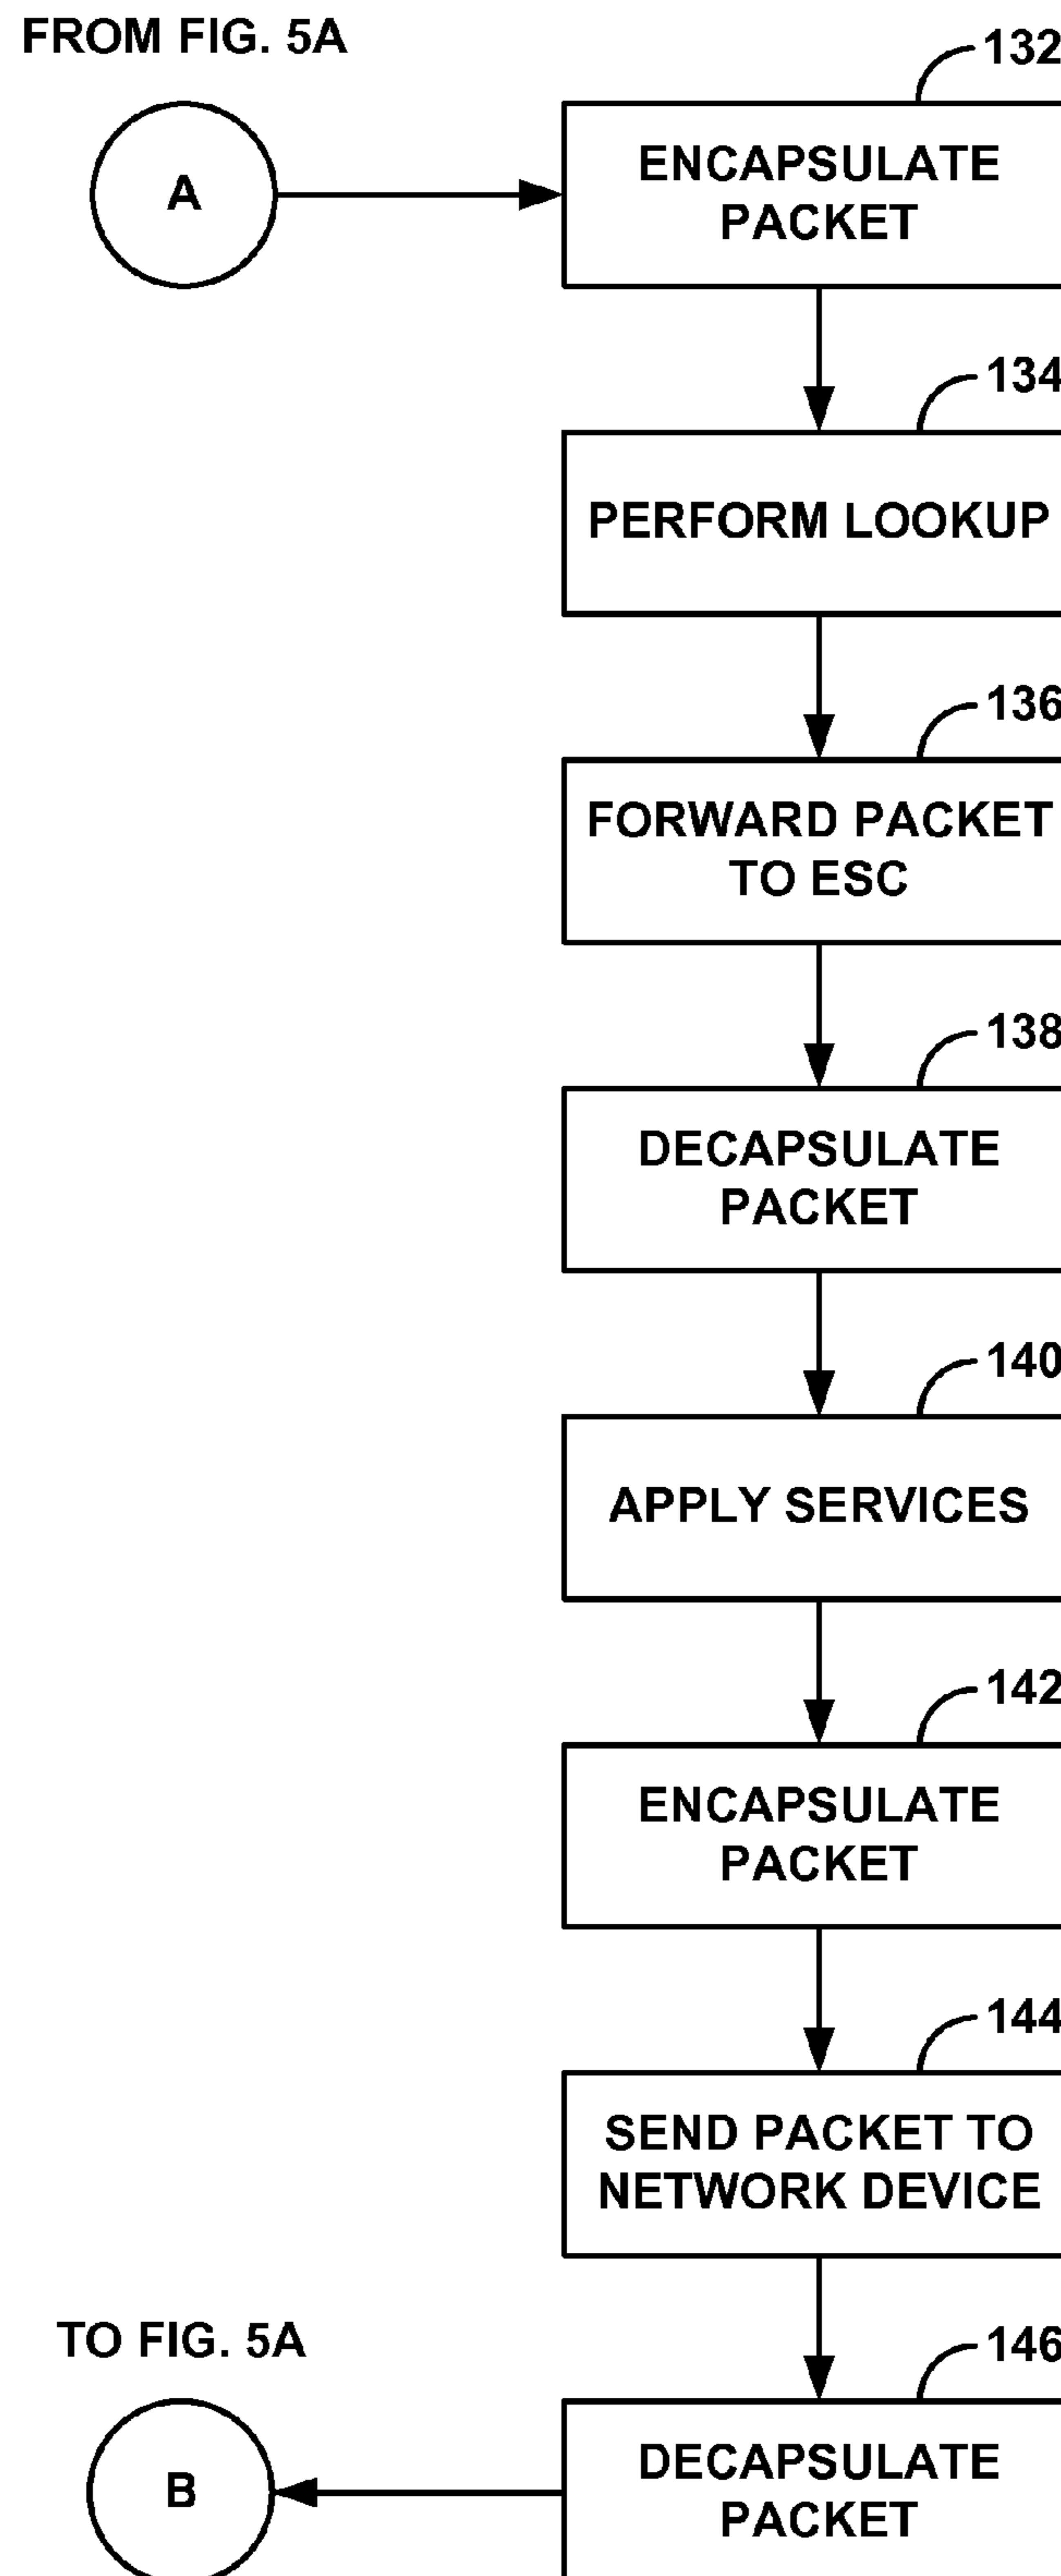 FROM FIG. 5A
132
A
ENCAPSULATE
PACKET
134
PERFORM LOOKUP
136
FORWARD PACKET
TO ESC
138
DECAPSULATE
PACKET
140
APPLY SERVICES
142
ENCAPSULATE
PACKET
144
SEND PACKET TO
NETWORK DEVICE
TO FIG. 5A
146
B
DECAPSULATE
PACKET